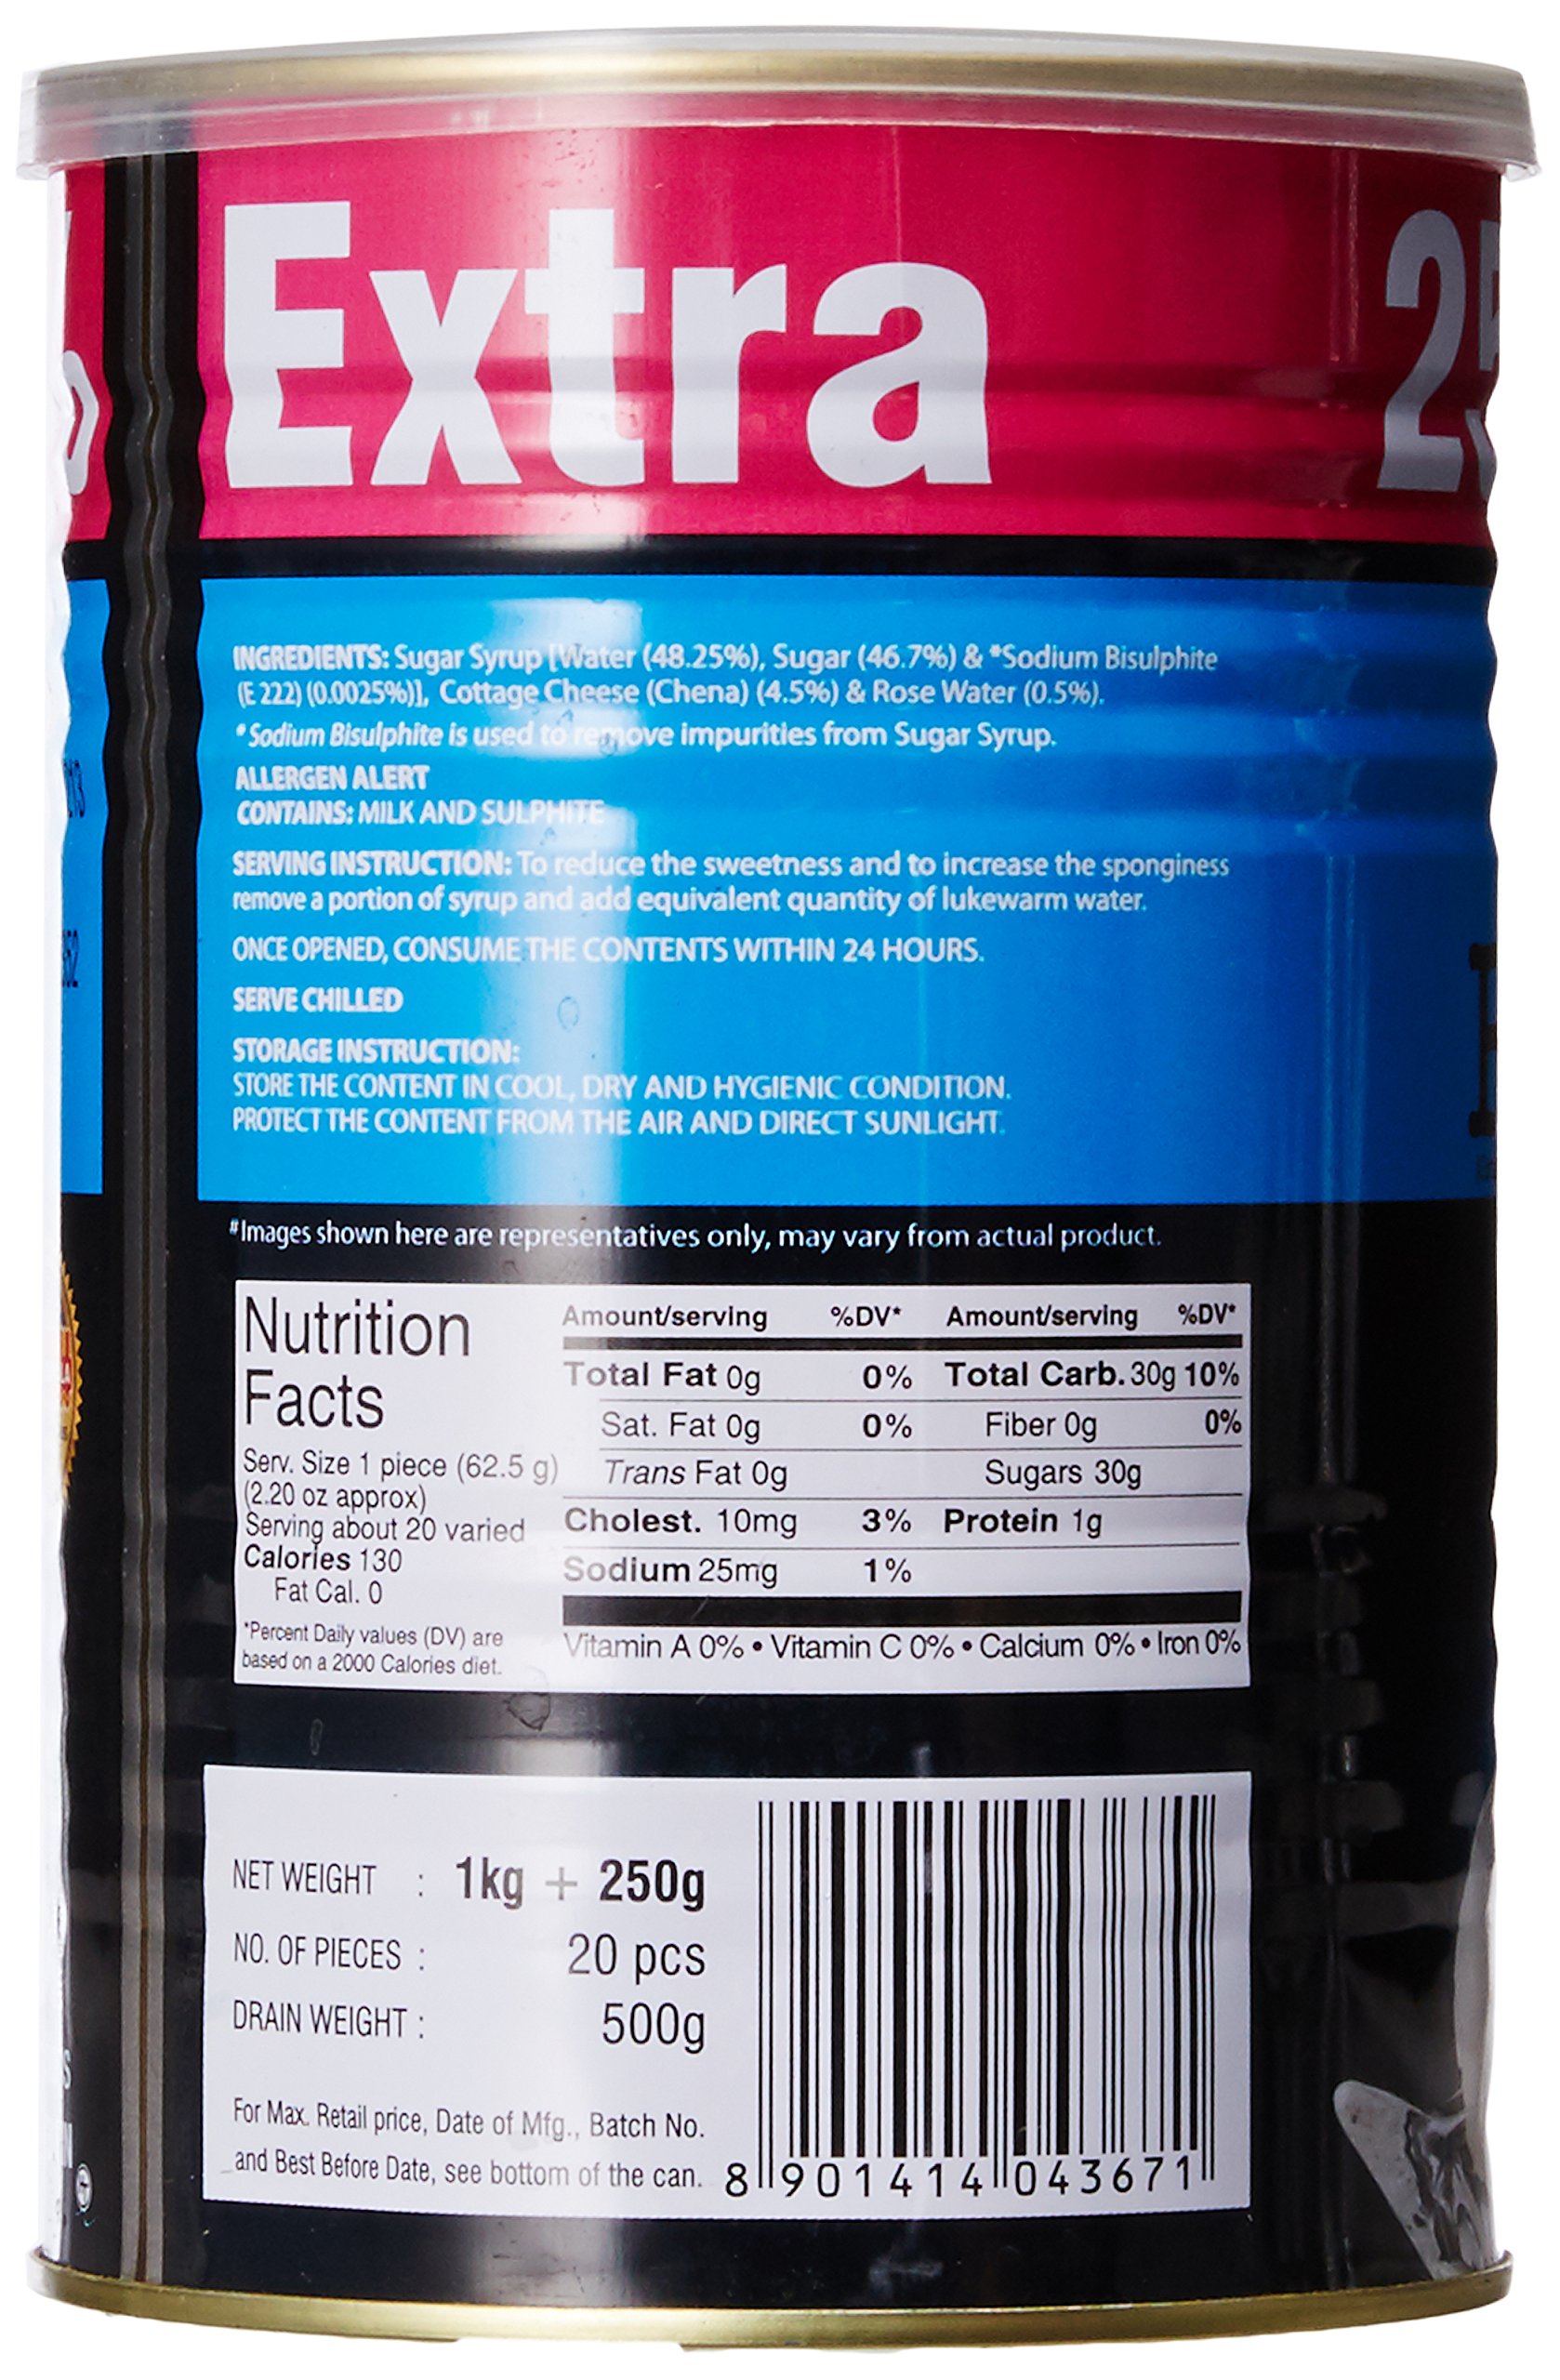 Extra
INGREDIENTS: Sugar Syrup [Water (48.25%), Sugar (46.7%) & *Sodium Bisulphite
(E 222) (0.0025%)], Cottage Cheese (Chena) (4.5%) & Rose Water (0.5%).
*Sodium Bisulphite is used to remove impurities from Sugar Syrup.
ALLERGEN ALERT
CONTAINS: MILK AND SULPHITE
SERVING INSTRUCTION: To reduce the sweetness and to increase the sponginess
remove a portion of syrup and add equivalent quantity of lukewarm water.
ONCE OPENED, CONSUME THE CONTENTS WITHIN 24 HOURS.
SERVE CHILLED
STORAGE INSTRUCTION:
STORE THE CONTENT IN COOL, DRY AND HYGIENIC CONDITION.
PROTECT THE CONTENT FROM THE AIR AND DIRECT SUNLIGHT.
#Images shown here are representatives only, may vary from actual product.
Nutrition
Facts
Serv. Size 1 piece (62.5 g)
(2.20 oz approx)
Serving about 20 varied
Calories 130
Fat Cal. 0
*Percent Daily values (DV) are
based on a 2000 Calories diet.
Amount/serving %DV* Amount/serving %DV*
Total Fat 0g 0% Total Carb. 30g 10%
Sat. Fat 0g 0% Fiber 0g 0%
Trans Fat 0g Sugars 30g
Cholest. 10mg 3% Protein 1g
Sodium 25mg 1%
Vitamin A 0% • Vitamin C 0% • Calcium 0% • Iron 0%
NET WEIGHT : 1kg + 250g
NO. OF PIECES : 20 pcs
DRAIN WEIGHT : 500g
For Max. Retail price, Date of Mfg., Batch No.
and Best Before Date, see bottom of the can.
8 901414 043671